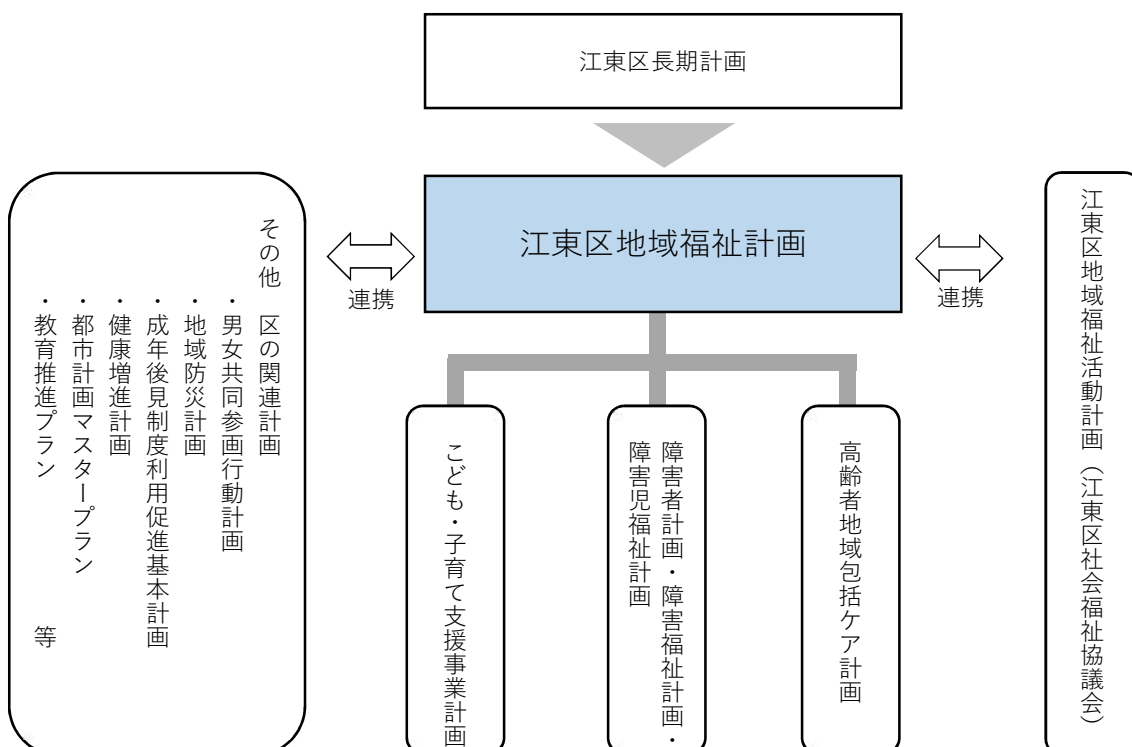 江東区長期計画
江東区地域福祉計画
連携
連携
江東区地域福祉活動計画（江東区社会福祉協議会）
高齢者地域包括ケア計画
障害者計画・障害福祉計画・
障害児福祉計画
こども・子育て支援事業計画
その他　区の関連計画
・男女共同参画行動計画
・地域防災計画
・成年後見制度利用促進基本計画
・健康増進計画
・都市計画マスタープラン
・教育推進プラン　　　　等